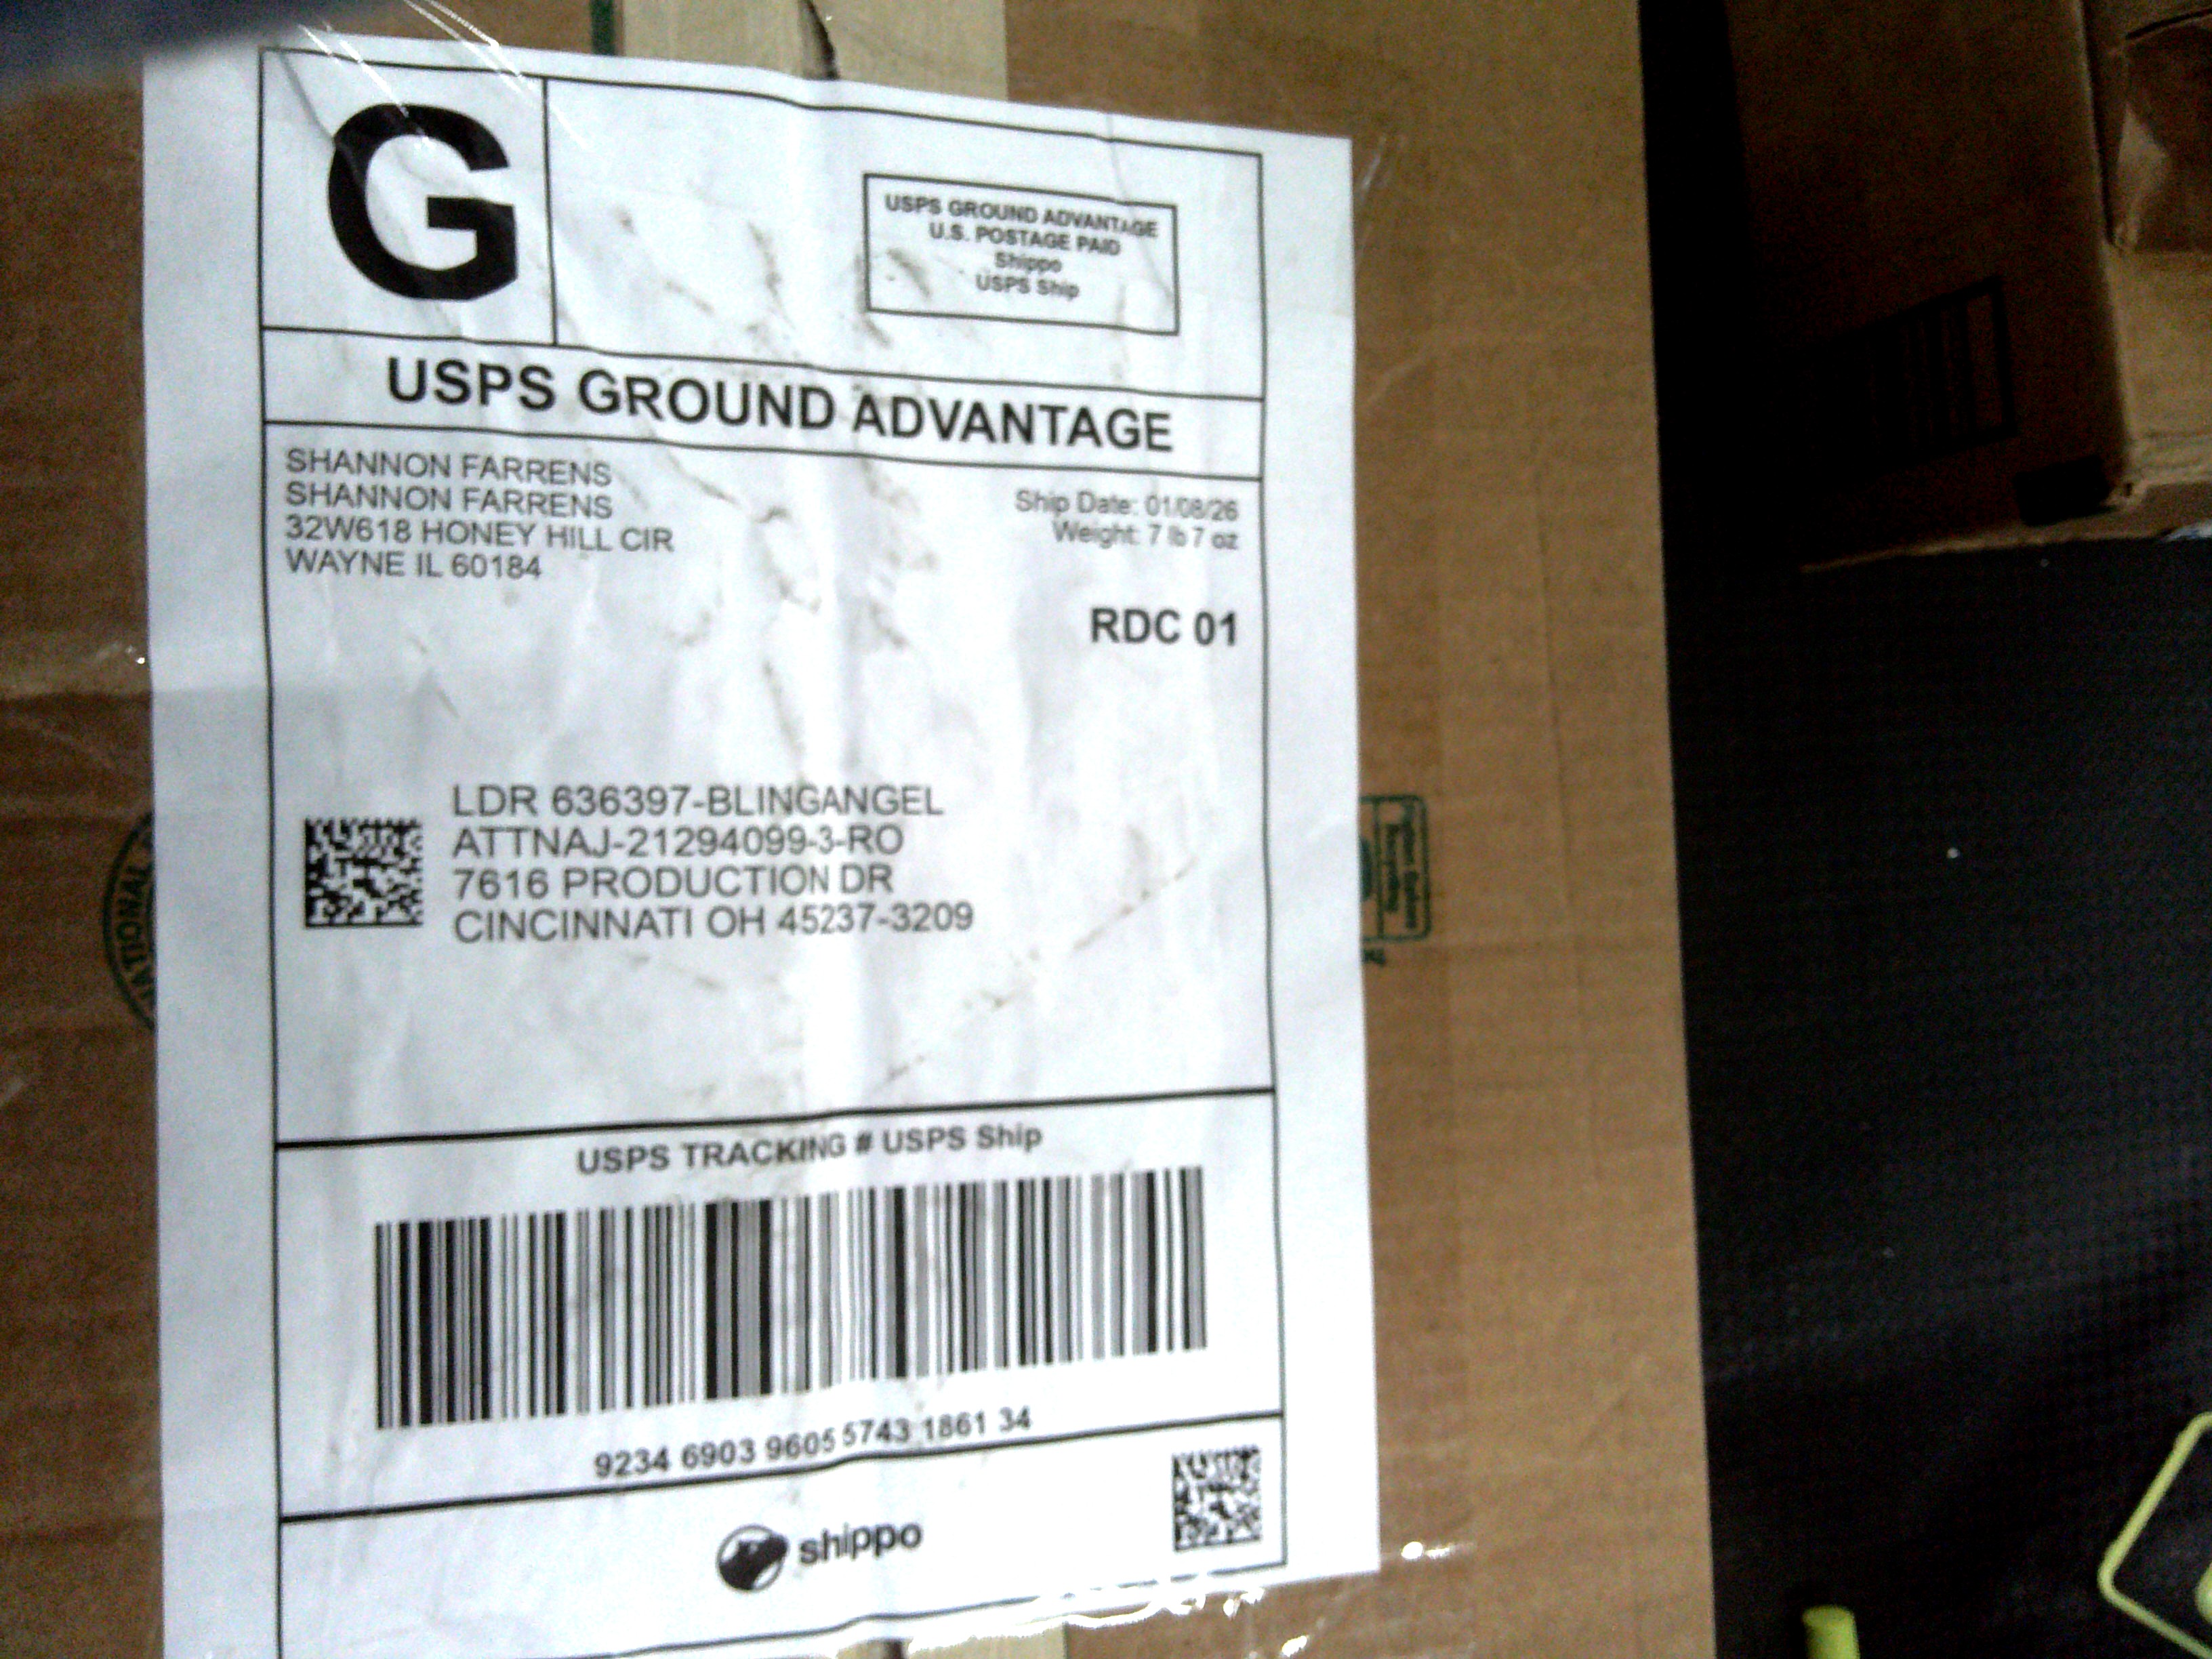 G
USPS GROUND ADVANTAGE
U.S. POSTAGE PAID
Shippo
USPS Ship
USPS GROUND ADVANTAGE
SHANNON FARRENS
SHANNON FARRENS
32W618 HONEY HILL CIR
WAYNE IL 60184
Ship Date: 01/08/26
Weight: 7 lb 7 oz
RDC 01
LDR 636397-BLINGANGEL
ATTNAJ-21294099-3-RO
7616 PRODUCTION DR
CINCINNATI OH 45237-3209
USPS TRACKING # USPS Ship
9234 6903 9605 5743 1861 34
shippo